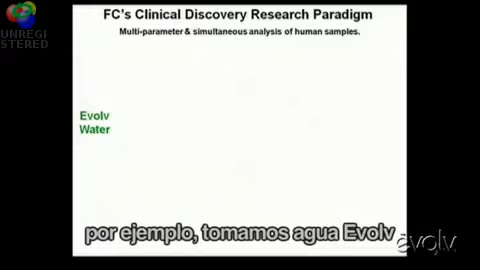 UNREGI
STERED
FC's Clinical Discovery Research Paradigm
Multi-parameter & simultaneous analysis of human samples.
Evolv
Water
por ejemplo, tomamos agua Evolv
evolv